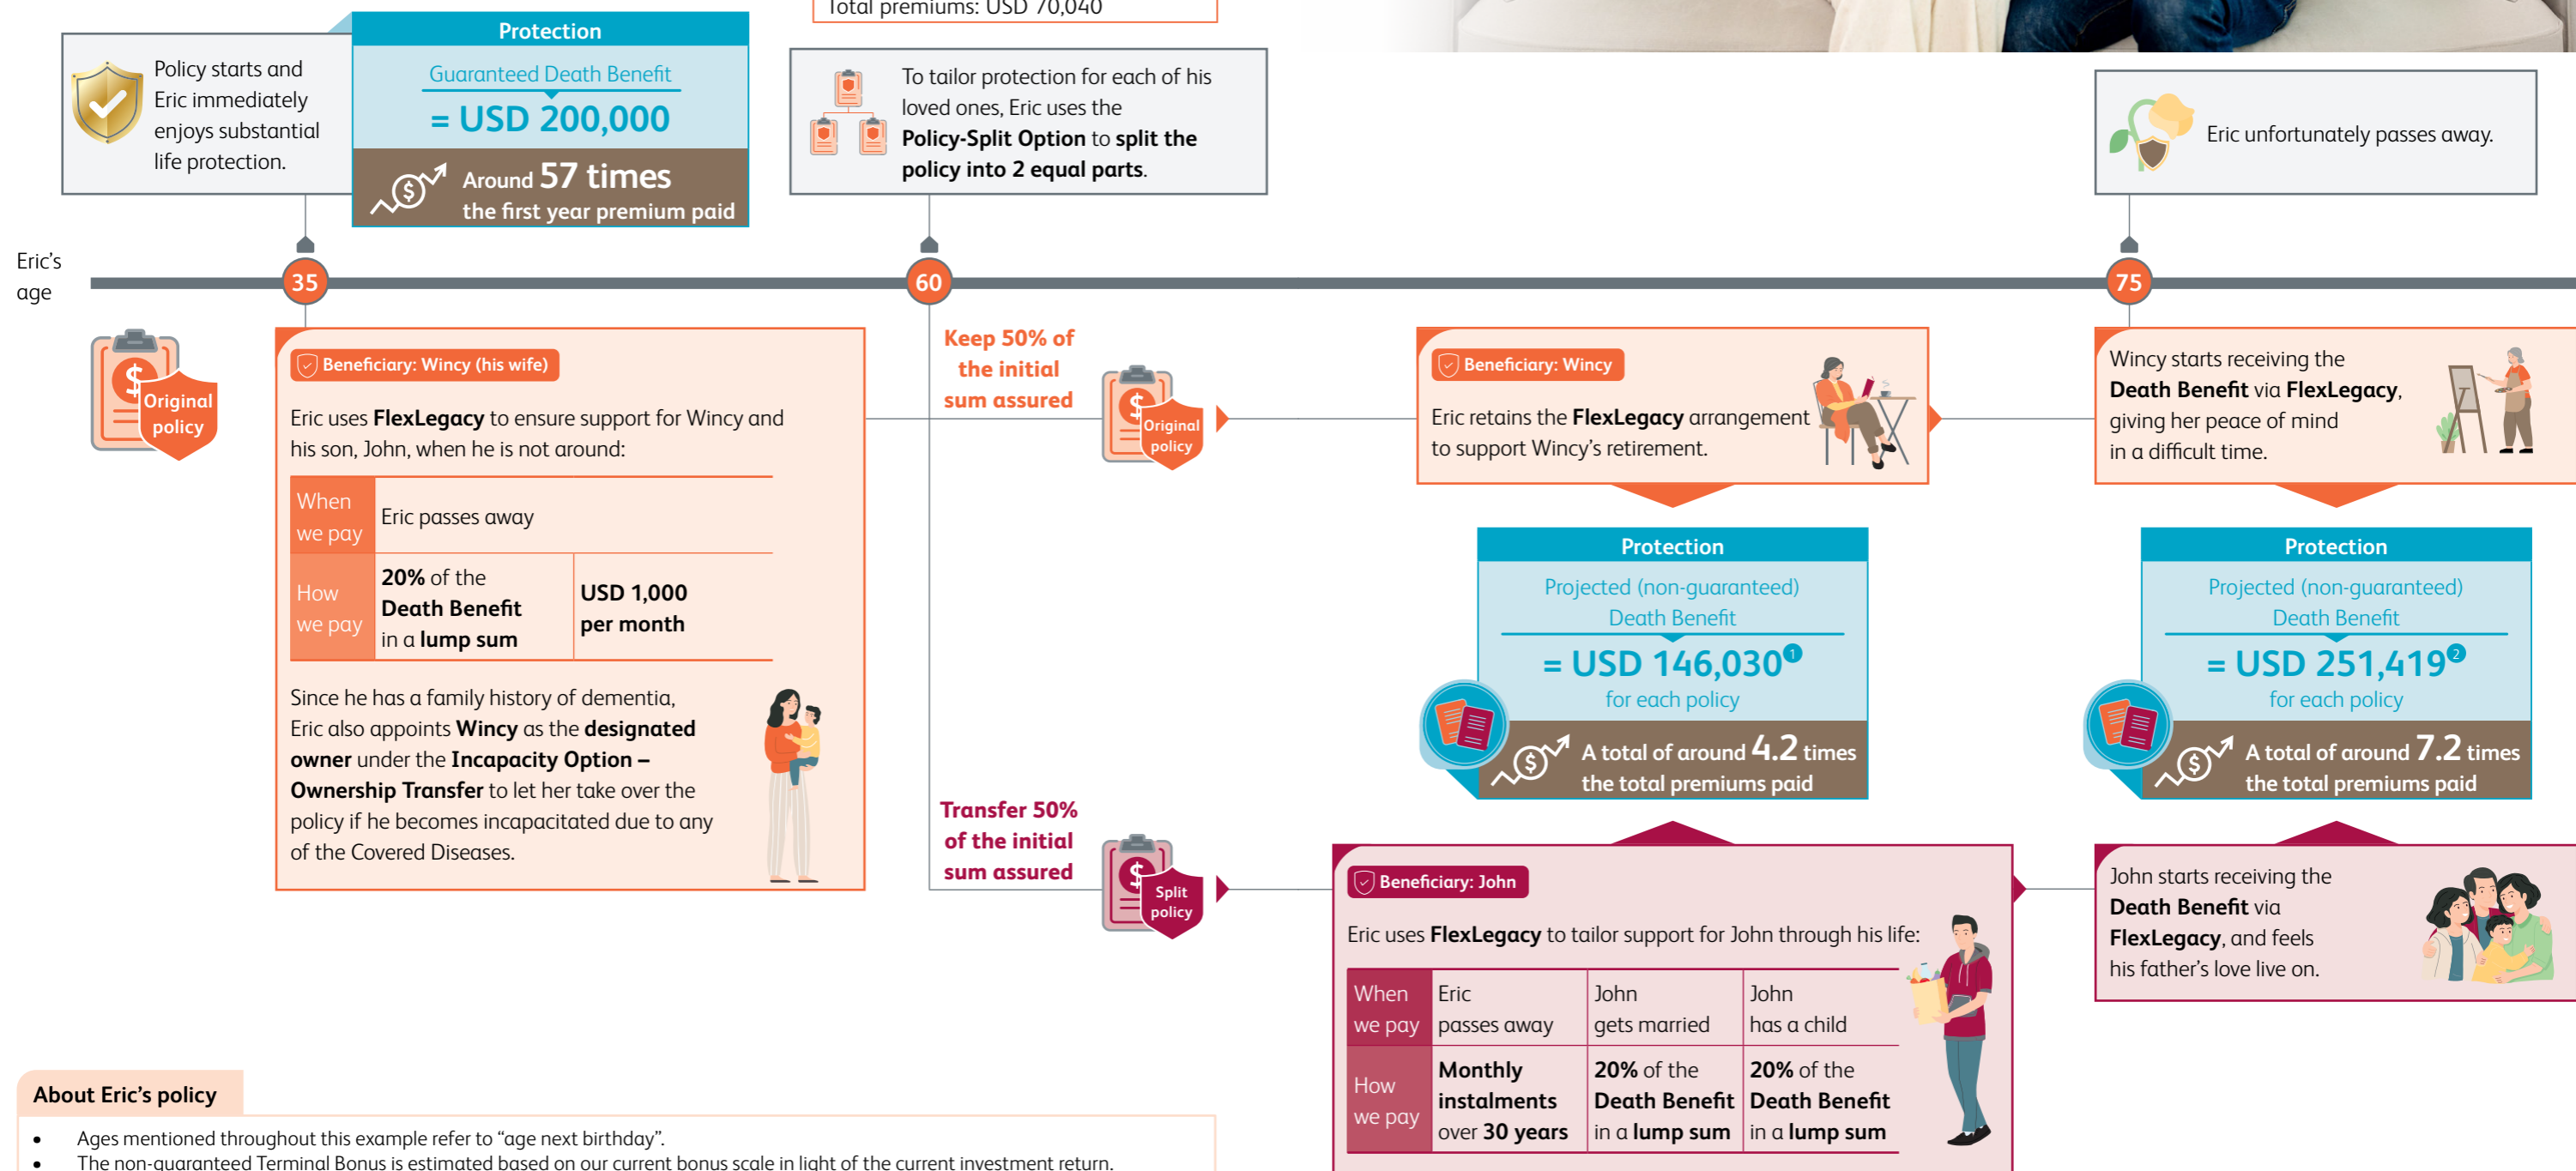 Total premiums: USD 70,040
Policy starts and
Eric immediately
enjoys substantial
life protection.
Protection
Guaranteed Death Benefit
= USD 200,000
Around 57 times
the first year premium paid
To tailor protection for each of his
loved ones, Eric uses the
Policy-Split Option to split the
policy into 2 equal parts.
Eric unfortunately passes away.
Eric's
age
35
60
75
$
Original
policy
Beneficiary: Wincy (his wife)
Eric uses FlexLegacy to ensure support for Wincy and
his son, John, when he is not around:
When
we pay
Eric passes away
How
we pay
20% of the
Death Benefit
in a lump sum
USD 1,000
per month
Since he has a family history of dementia,
Eric also appoints Wincy as the designated
owner under the Incapacity Option –
Ownership Transfer to let her take over the
policy if he becomes incapacitated due to any
of the Covered Diseases.
Keep 50% of
the initial
sum assured
$
Original
policy
Beneficiary: Wincy
Eric retains the FlexLegacy arrangement
to support Wincy's retirement.
Wincy starts receiving the
Death Benefit via FlexLegacy,
giving her peace of mind
in a difficult time.
Protection
Projected (non-guaranteed)
Death Benefit
= USD 146,030 1
for each policy
$
A total of around 4.2 times
the total premiums paid
Protection
Projected (non-guaranteed)
Death Benefit
= USD 251,419 2
for each policy
$
A total of around 7.2 times
the total premiums paid
Transfer 50%
of the initial
sum assured
$
Split
policy
Beneficiary: John
Eric uses FlexLegacy to tailor support for John through his life:
When
we pay
Eric
passes away
John
gets married
John
has a child
How
we pay
Monthly
instalments
over 30 years
20% of the
Death Benefit
in a lump sum
20% of the
Death Benefit
in a lump sum
John starts receiving the
Death Benefit via
FlexLegacy, and feels
his father's love live on.
About Eric's policy
• Ages mentioned throughout this example refer to "age next birthday".
• The non-guaranteed Terminal Bonus is estimated based on our current bonus scale in light of the current investment return.